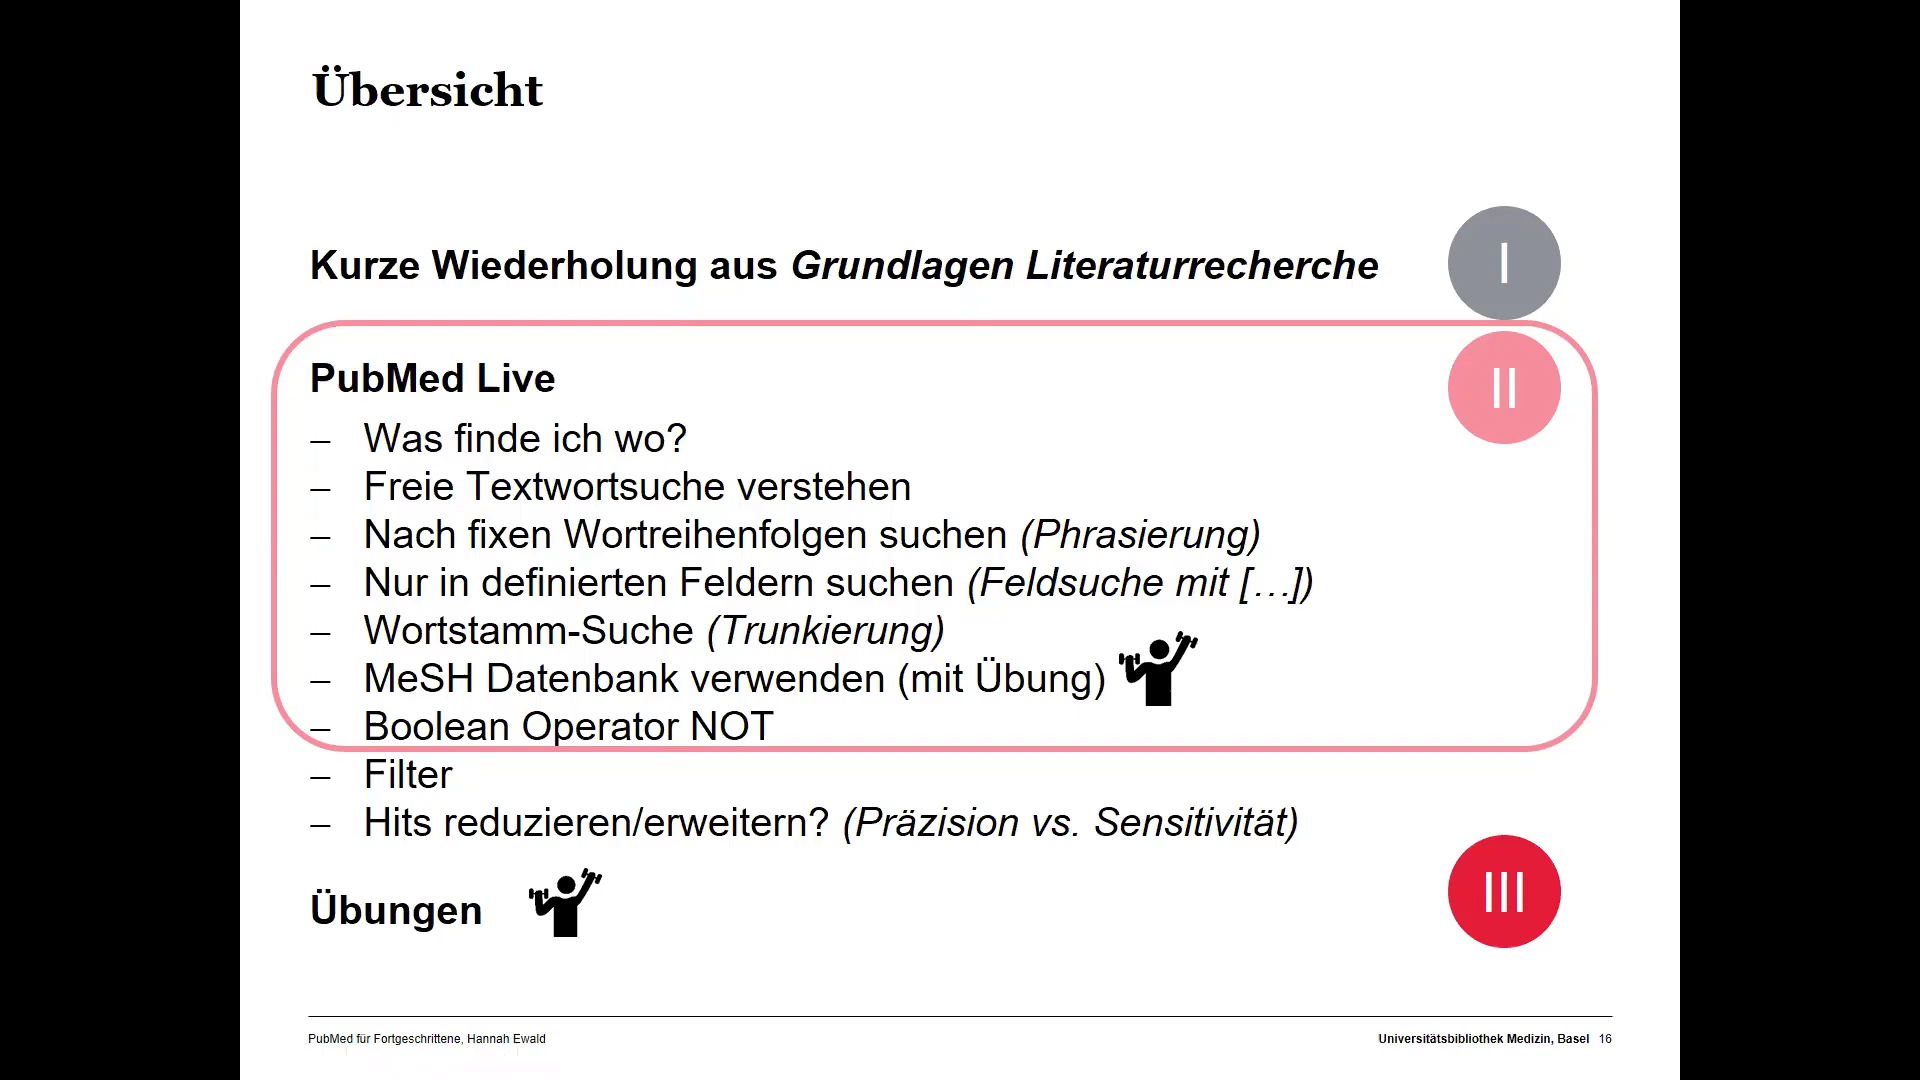 Übersicht
Kurze Wiederholung aus Grundlagen Literaturrecherche
I
PubMed Live
II
– Was finde ich wo?
– Freie Textwortsuche verstehen
– Nach fixen Wortreihenfolgen suchen (Phrasierung)
– Nur in definierten Feldern suchen (Feldsuche mit […])
– Wortstamm-Suche (Trunkierung)
– MeSH Datenbank verwenden (mit Übung)
– Boolean Operator NOT
– Filter
– Hits reduzieren/erweitern? (Präzision vs. Sensitivität)
Übungen
III
PubMed für Fortgeschrittene, Hannah Ewald
Universitätsbibliothek Medizin, Basel 16